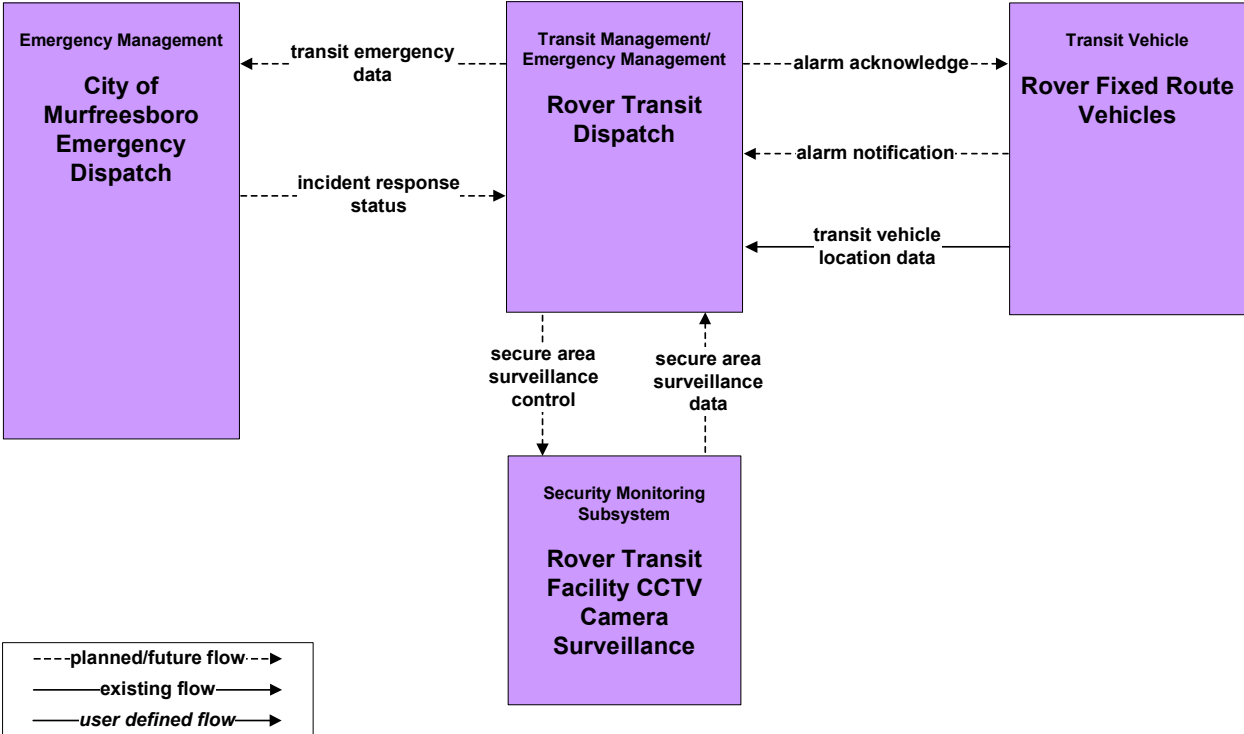 Emergency Management
City of
Murfreesboro
Emergency
Dispatch
transit emergency
data
incident response
status
Transit Management/
Emergency Management
Rover Transit
Dispatch
alarm acknowledge
alarm notification
transit vehicle
location data
Transit Vehicle
Rover Fixed Route
Vehicles
secure area
surveillance
control
secure area
surveillance
data
Security Monitoring
Subsystem
Rover Transit
Facility CCTV
Camera
Surveillance
planned/future flow
existing flow
user defined flow